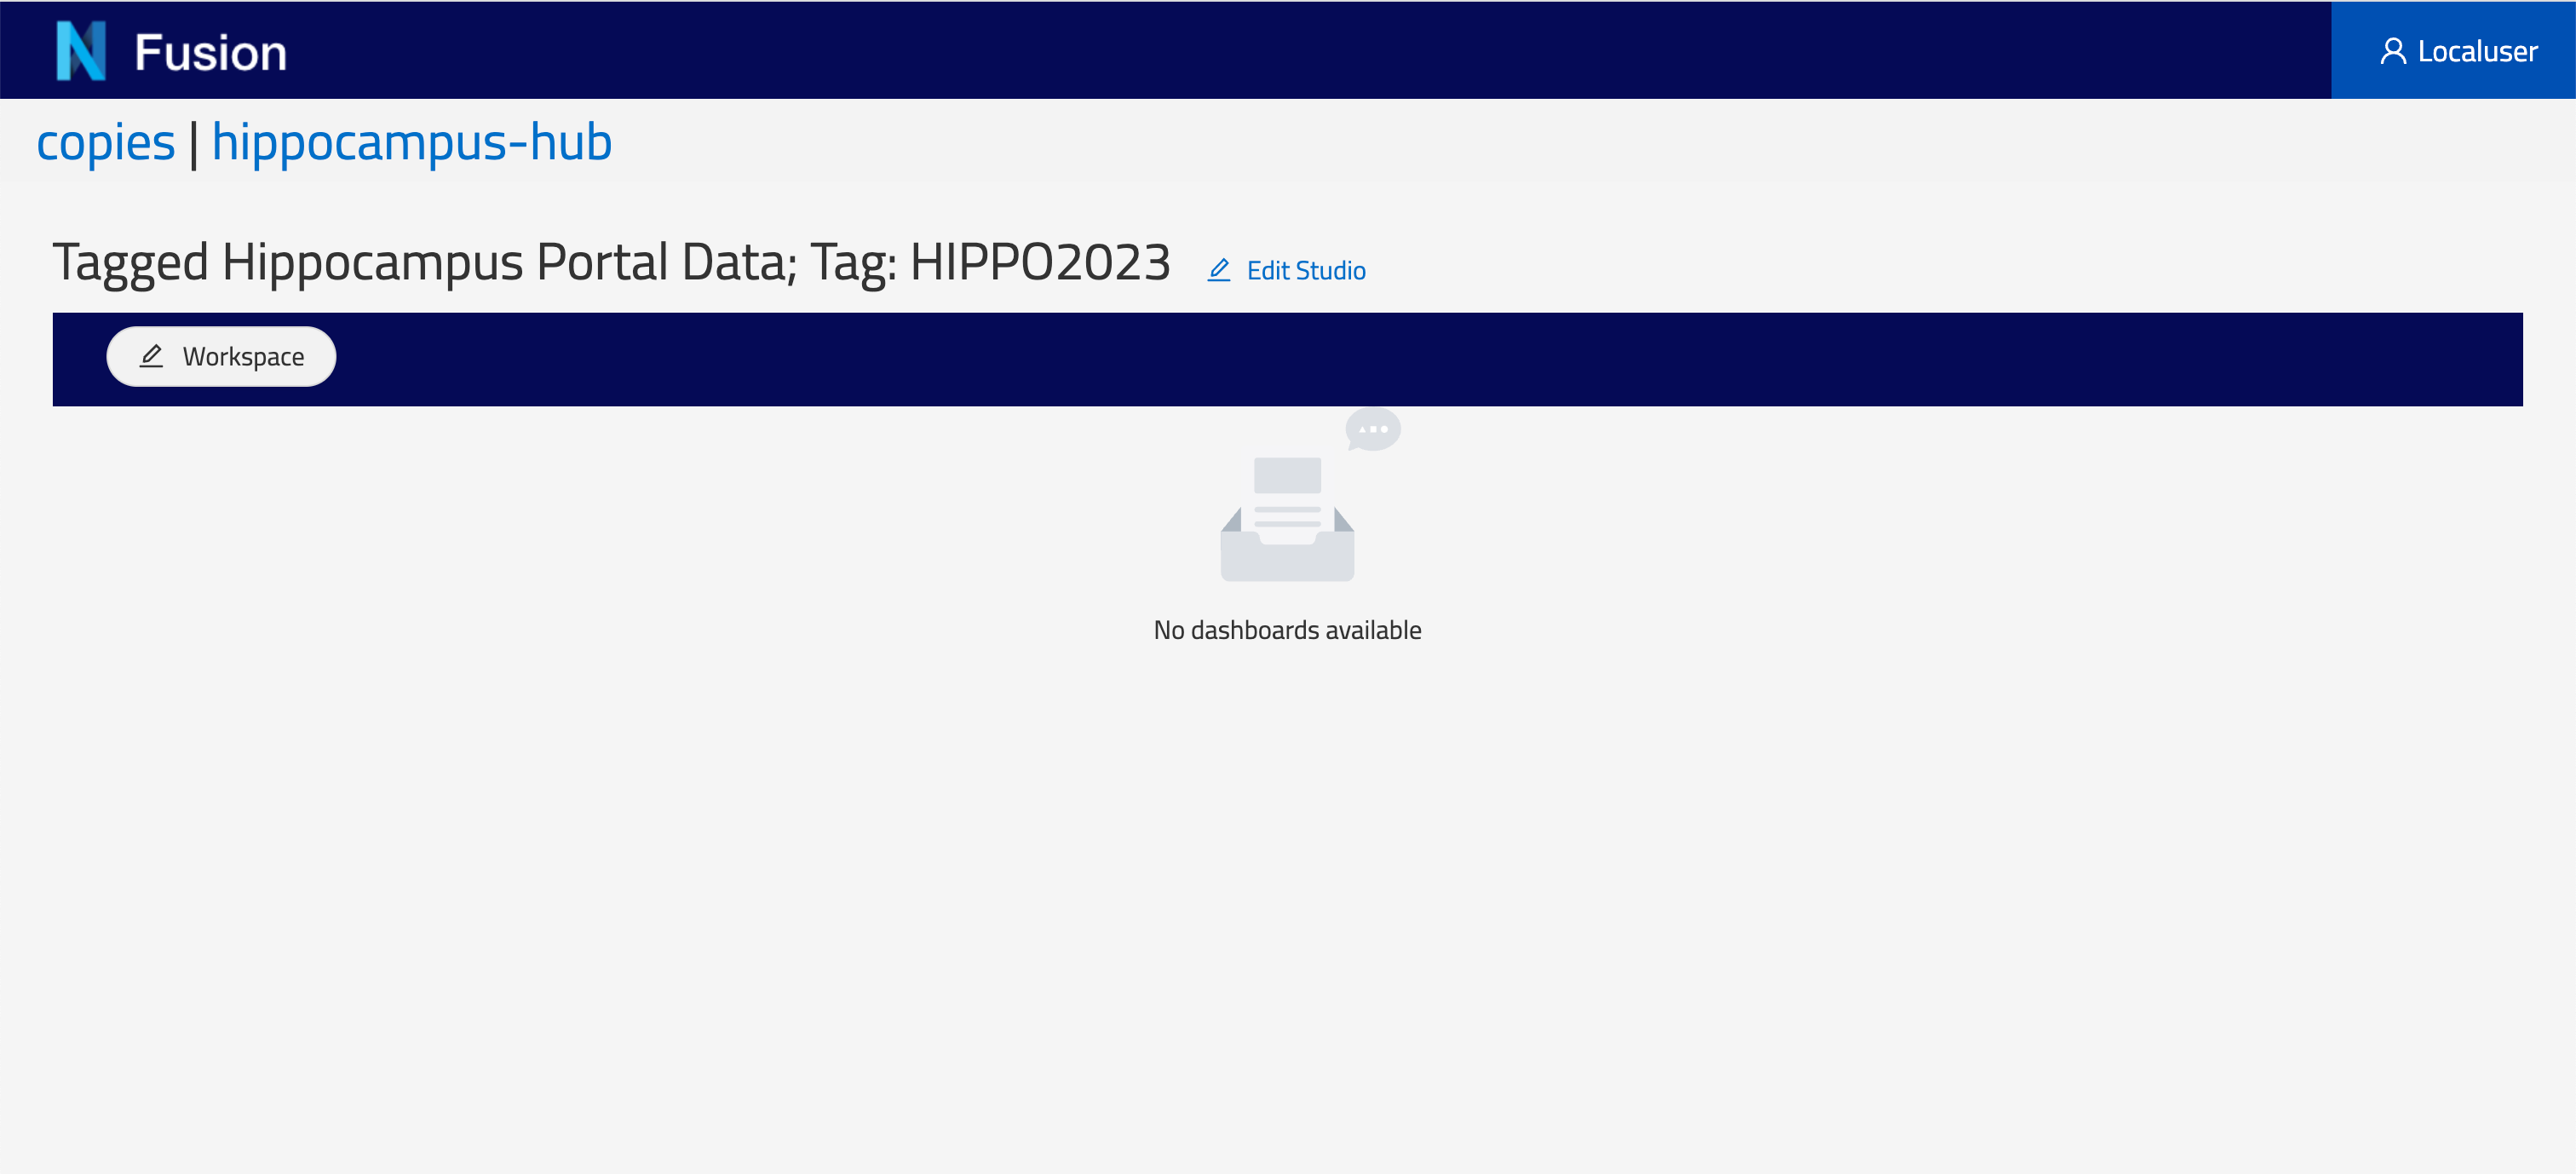 Fusion
Localuser
copies | hippocampus-hub
Tagged Hippocampus Portal Data; Tag: HIPPO2023
Edit Studio
Workspace
No dashboards available